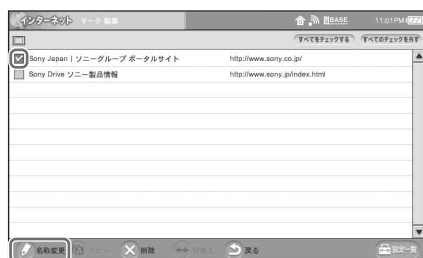 インターネット マーク編集
BASE 11:01PM
すべてをチェックする すべてのチェックを外す
Sony Japan | ソニーグループ ポータルサイト http://www.sony.co.jp/
Sony Drive ソニー製品情報 http://www.sony.jp/index.html
名称変更 コピー 削除 戻る 設定一覧